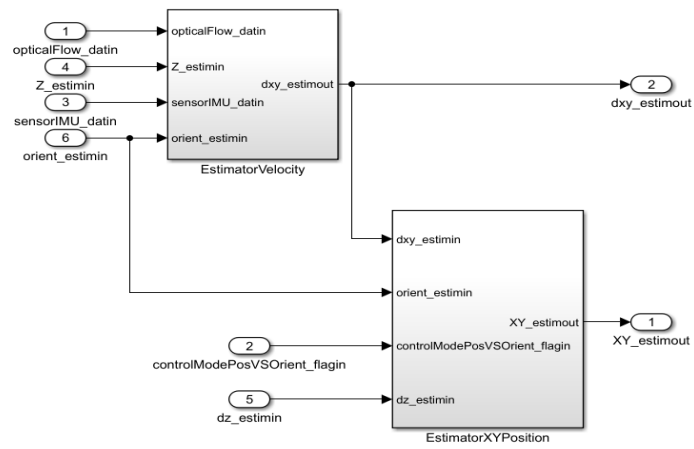 1
opticalFlow_datin
4
Z_estimin
3
sensorIMU_datin
6
orient_estimin
opticalFlow_datin
Z_estimin
sensorIMU_datin
orient_estimin
dxy_estimout
EstimatorVelocity
2
dxy_estimout
dxy_estimin
orient_estimin
controlModePosVSOrient_flagin
dz_estimin
XY_estimout
EstimatorXYPosition
1
XY_estimout
2
controlModePosVSOrient_flagin
5
dz_estimin